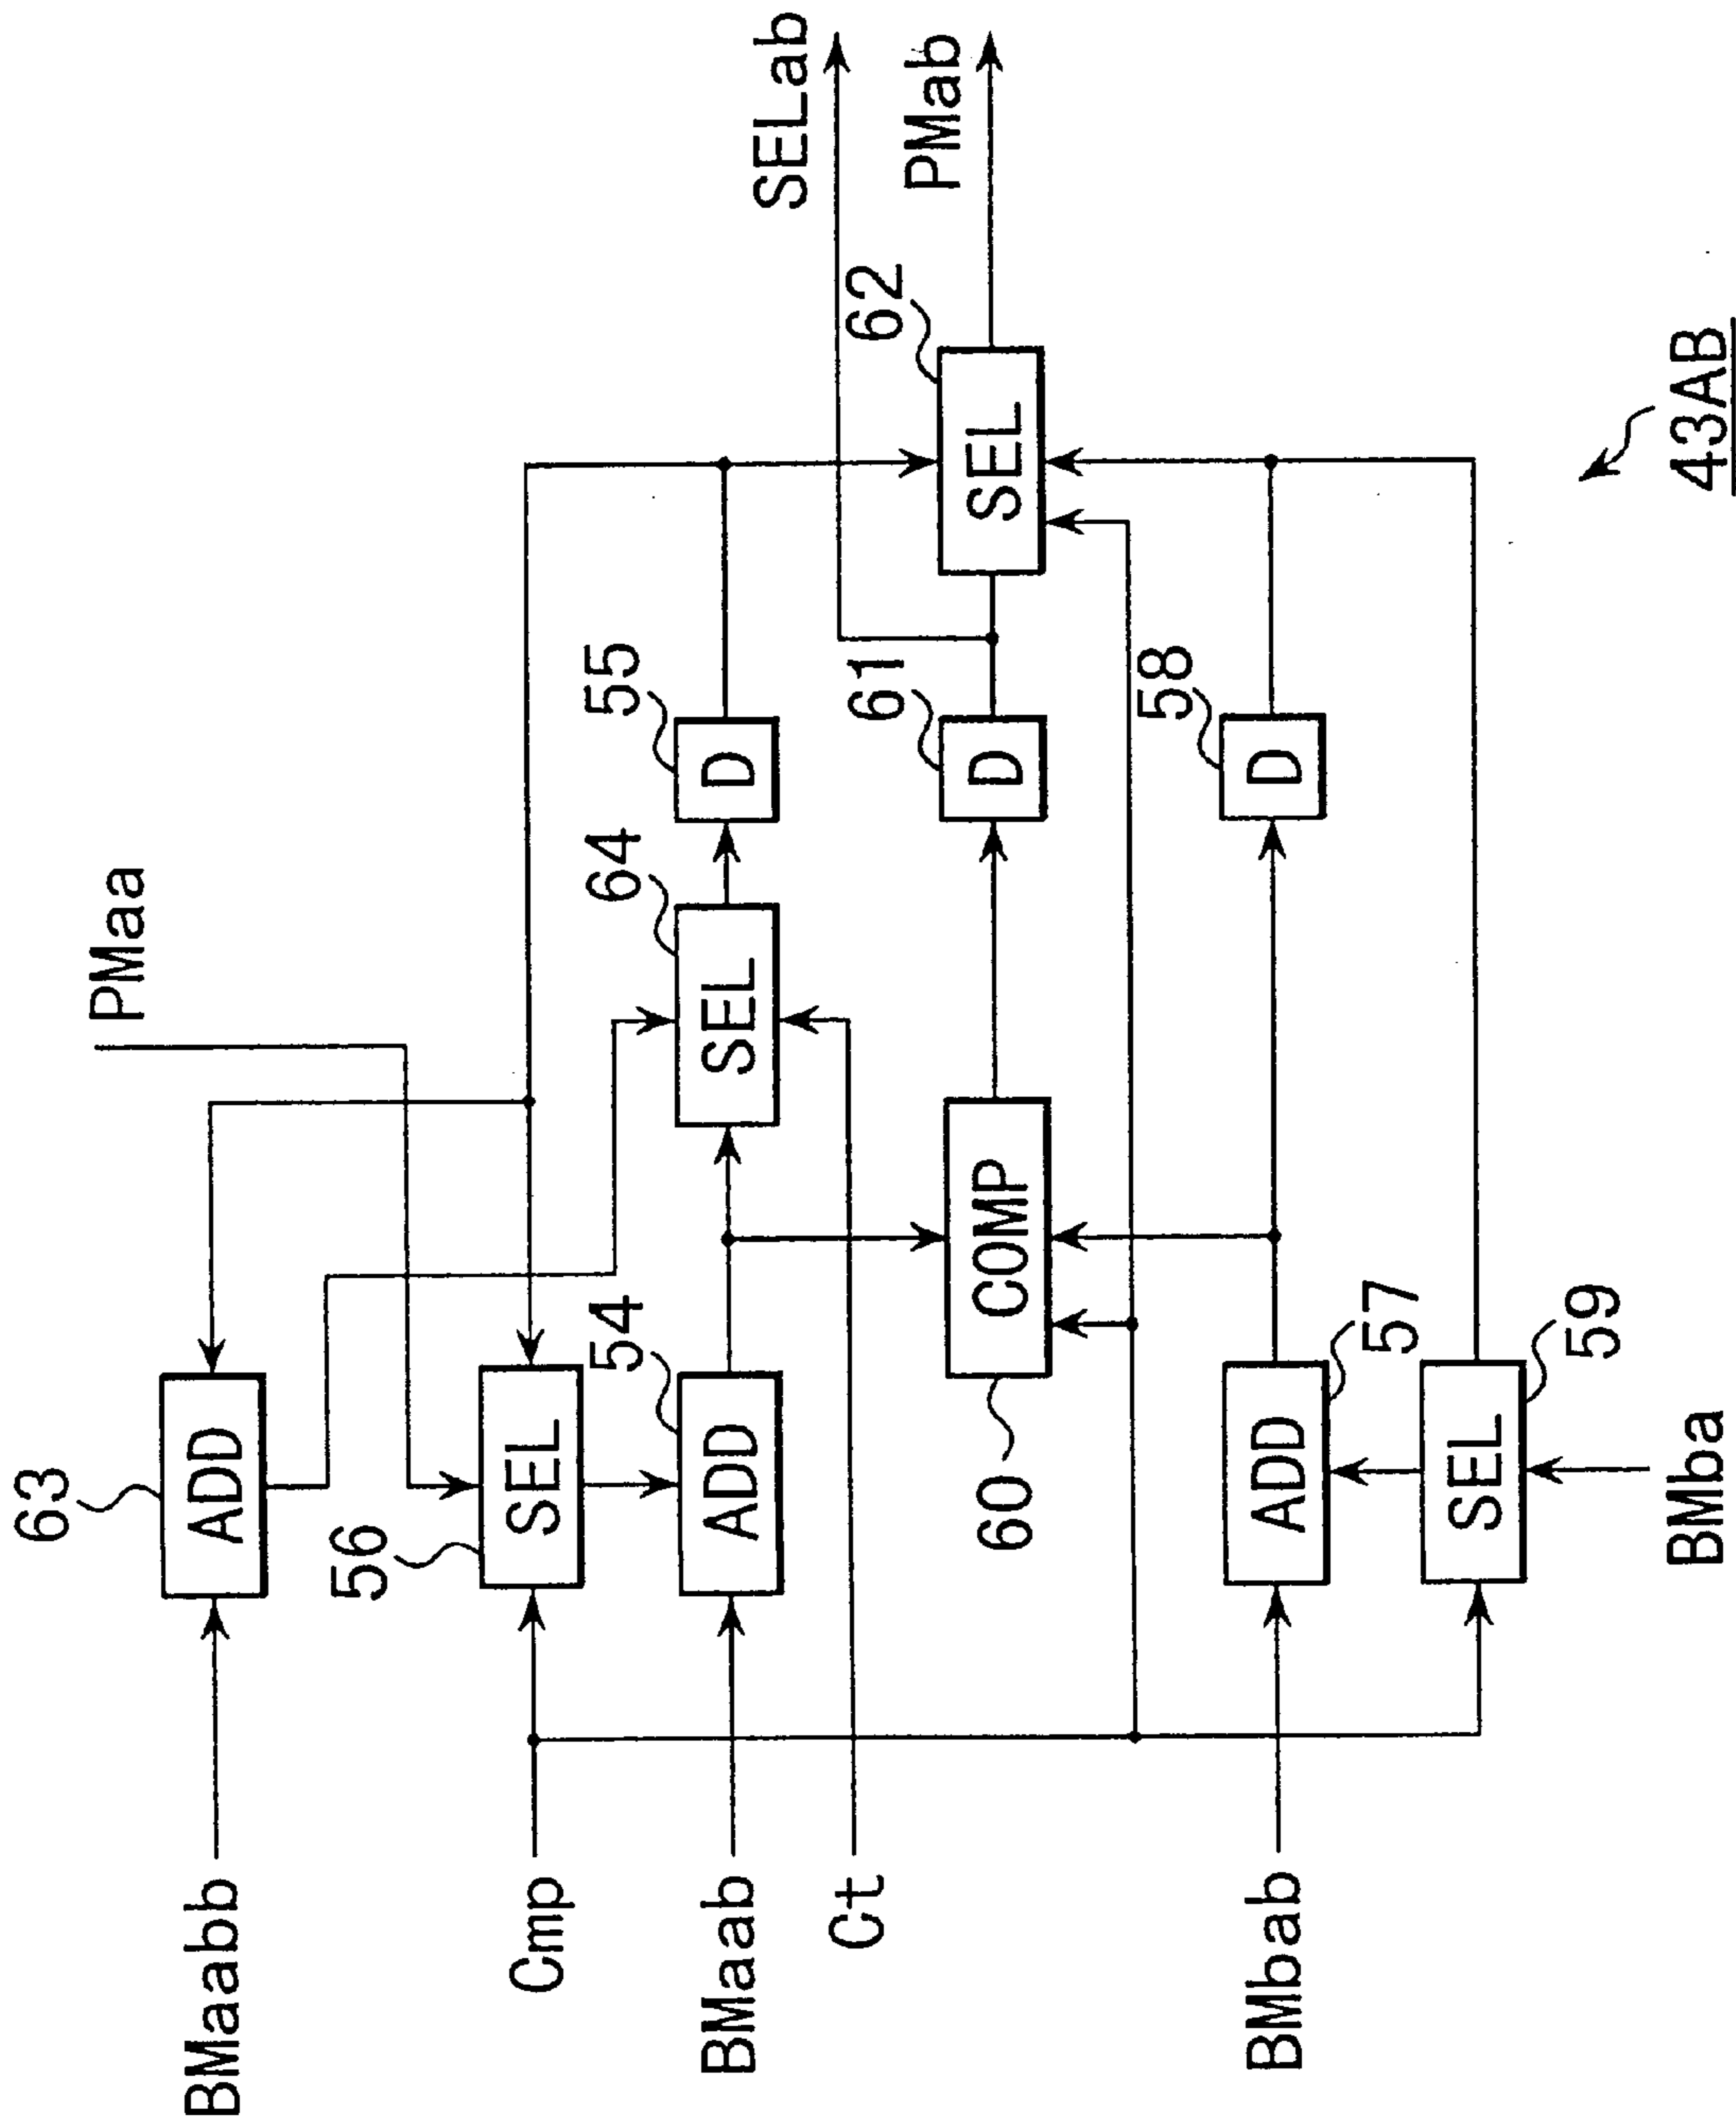 BMaabb
Cmp
BMaab
Ct
BMbab
BMba
PMaa
63
ADD
56
SEL
54
ADD
60
COMP
57
ADD
59
SEL
64
SEL
55
D
61
D
58
D
62
SEL
SELab
PMab
43AB